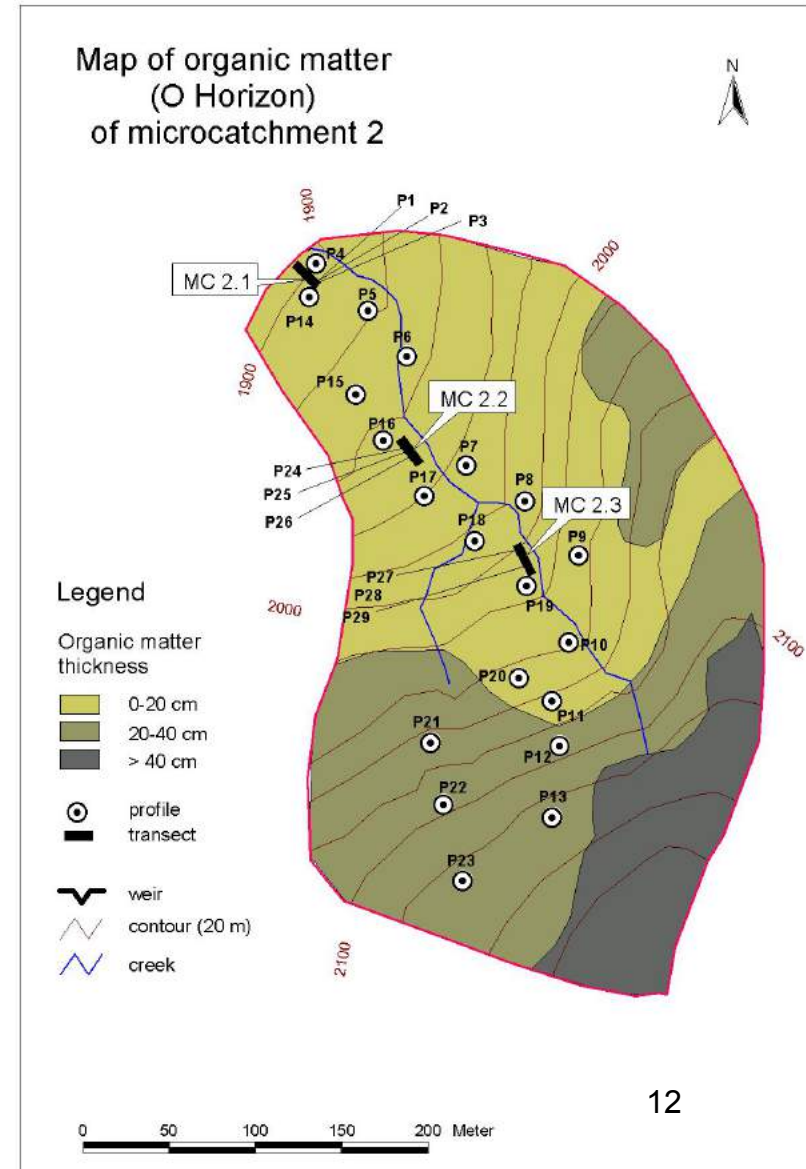 Map of organic matter
(O Horizon)
of microcatchment 2
N
1900
P1
P2
P3
2000
P4
MC 2.1
P14
P5
P6
1900
P15
MC 2.2
P16
P24
P7
P25
P17
P8
P26
MC 2.3
P18
P9
P27
P28
P19
P29
2000
2100
P10
P20
P11
P21
P12
P22
P13
P23
2100
Legend
Organic matter
thickness
0-20 cm
20-40 cm
> 40 cm
profile
transect
weir
contour (20 m)
creek
12
0 50 100 150 200 Meter